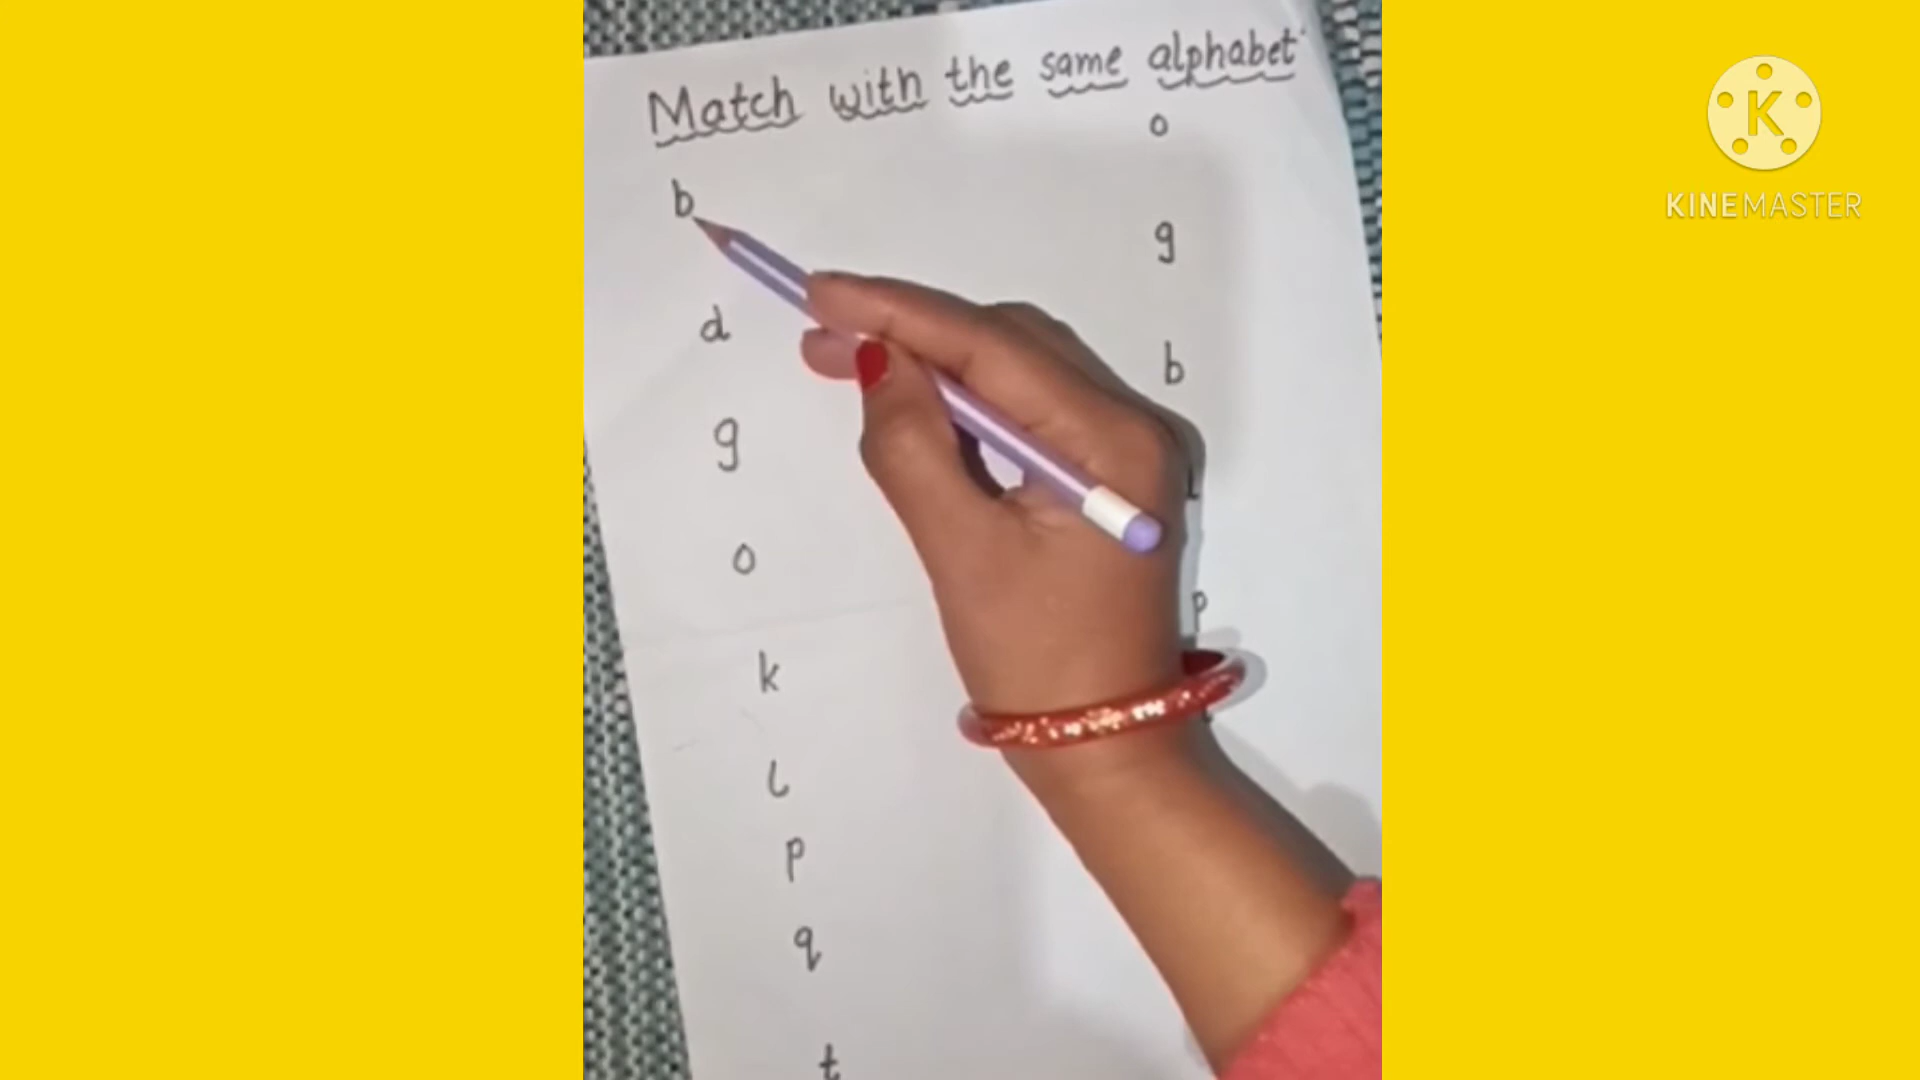 Match with the same alphabet
o
b
g
d
b
g
o
p
k
l
p
q
t
KINEMASTER